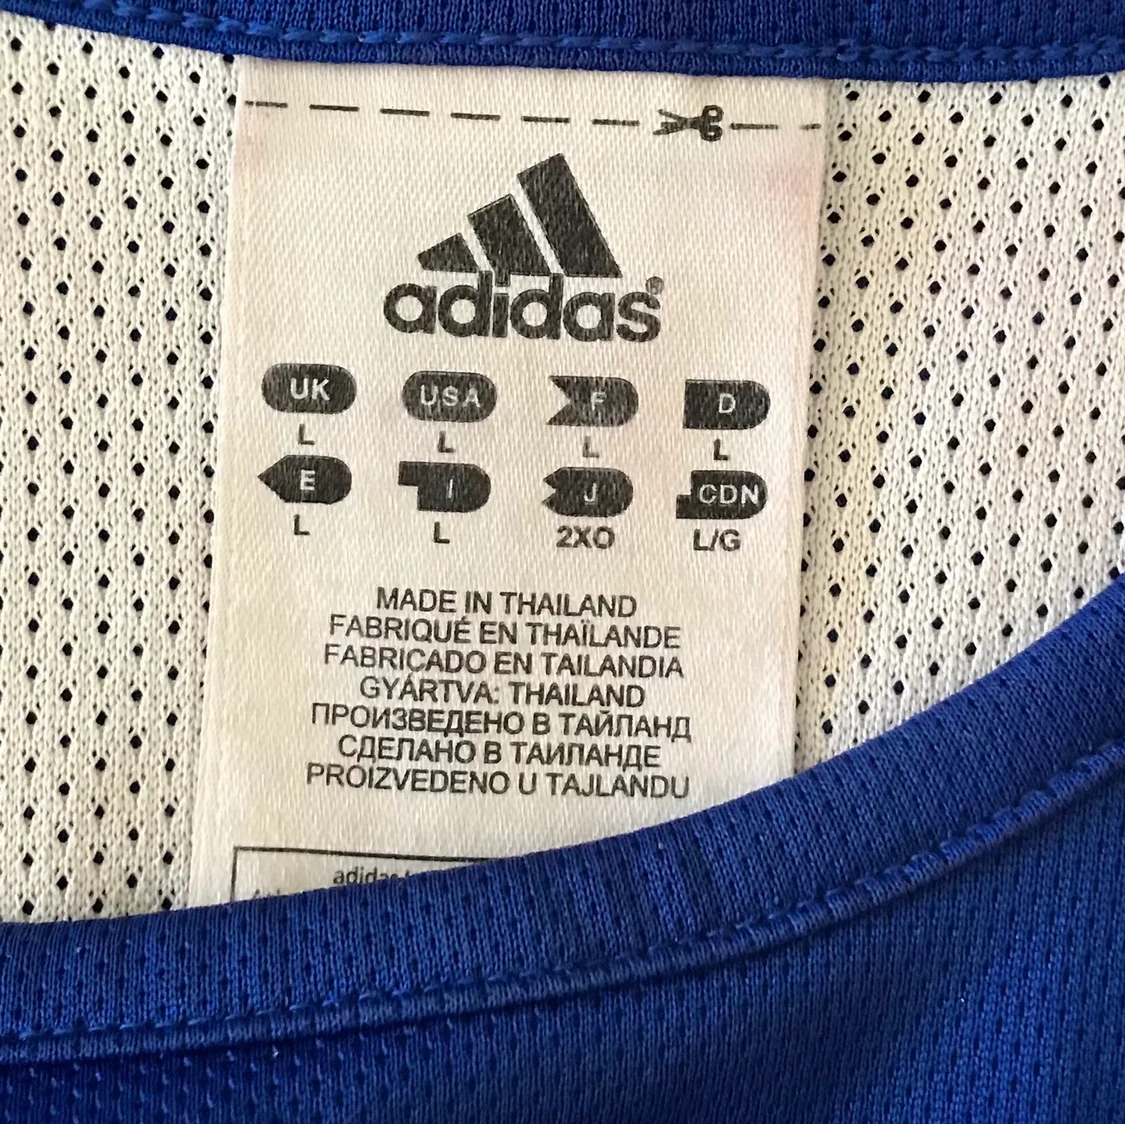 adidas®
UK USA F D
L L L L
E I J CDN
L L 2XO L/G
MADE IN THAILAND
FABRIQUÉ EN THAÏLANDE
FABRICADO EN TAILANDIA
GYÁRTVA: THAILAND
ПРОИЗВЕДЕНО В ТАЙЛАНД
СДЕЛАНО В ТАИЛАНДЕ
PROIZVEDENO U TAJLANDU
adidas